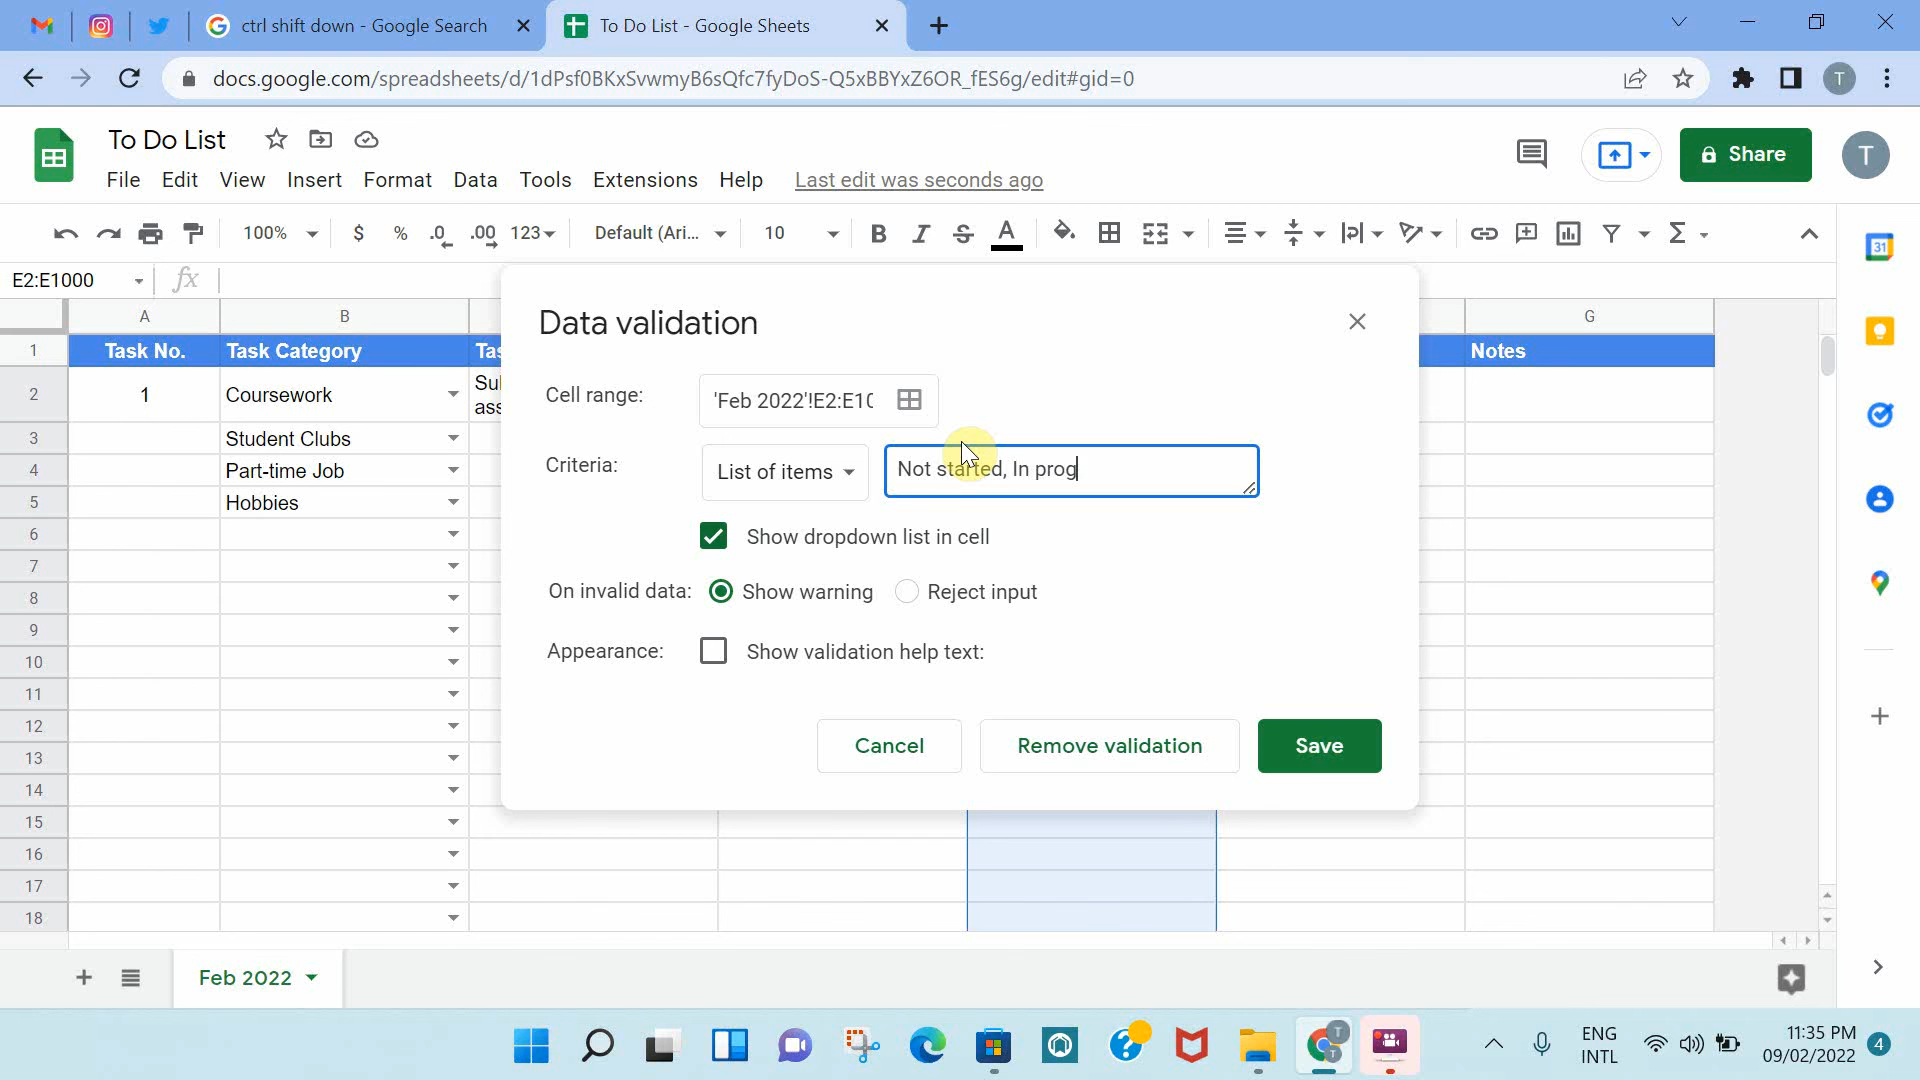 ctrl shift down - Google Search
To Do List - Google Sheets
docs.google.com/spreadsheets/d/1dPsf0BKxSvwmyB6sQfc7fyDoS-Q5xBBYxZ6OR_fES6g/edit#gid=0
T
To Do List
Share
T
File Edit View Insert Format Data Tools Extensions Help Last edit was seconds ago
100% $ % .0 .00 123 Default (Ari... 10 B I S A
31
E2:E1000 fx
A B G
1 Task No. Task Category Tas Notes
2 1 Coursework Sul
ass
3 Student Clubs
4 Part-time Job
5 Hobbies
6
7
8
9
10
11
12
13
14
15
16
17
18
Data validation
Cell range: 'Feb 2022'!E2:E10
Criteria: List of items Not started, In prog
Show dropdown list in cell
On invalid data: Show warning Reject input
Appearance: Show validation help text:
Cancel Remove validation Save
Feb 2022
ENG
INTL
11:35 PM
09/02/2022
4